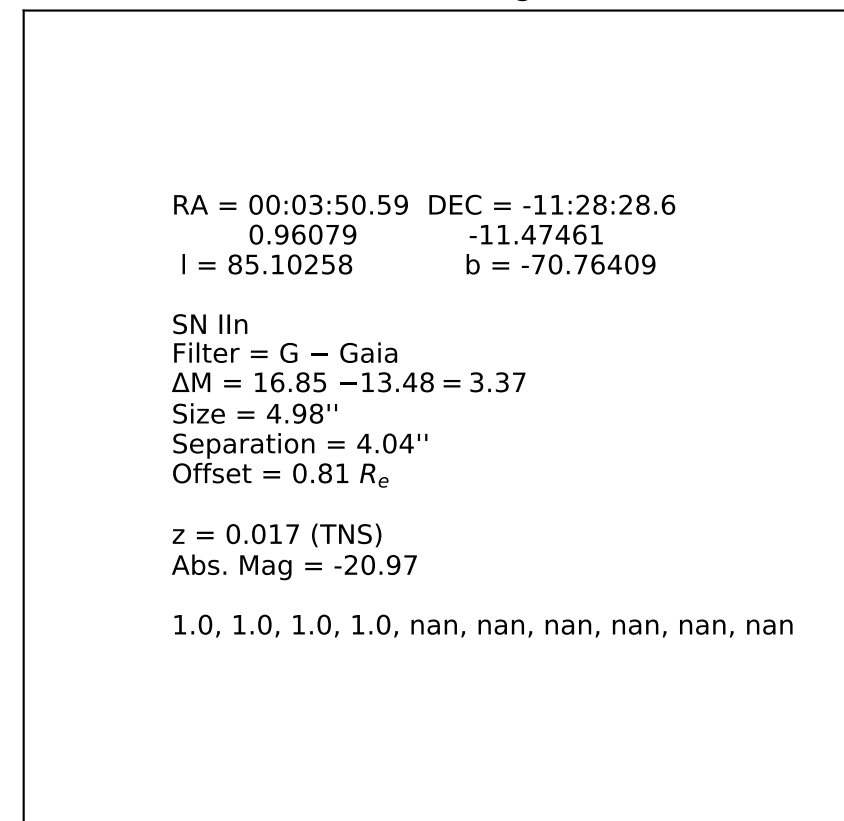 RA = 00:03:50.59 DEC = -11:28:28.6
0.96079 -11.47461
l = 85.10258 b = -70.76409
SN IIn
Filter = G − Gaia
ΔM = 16.85 −13.48 = 3.37
Size = 4.98''
Separation = 4.04''
Offset = 0.81 Rₑ
z = 0.017 (TNS)
Abs. Mag = -20.97
1.0, 1.0, 1.0, 1.0, nan, nan, nan, nan, nan, nan